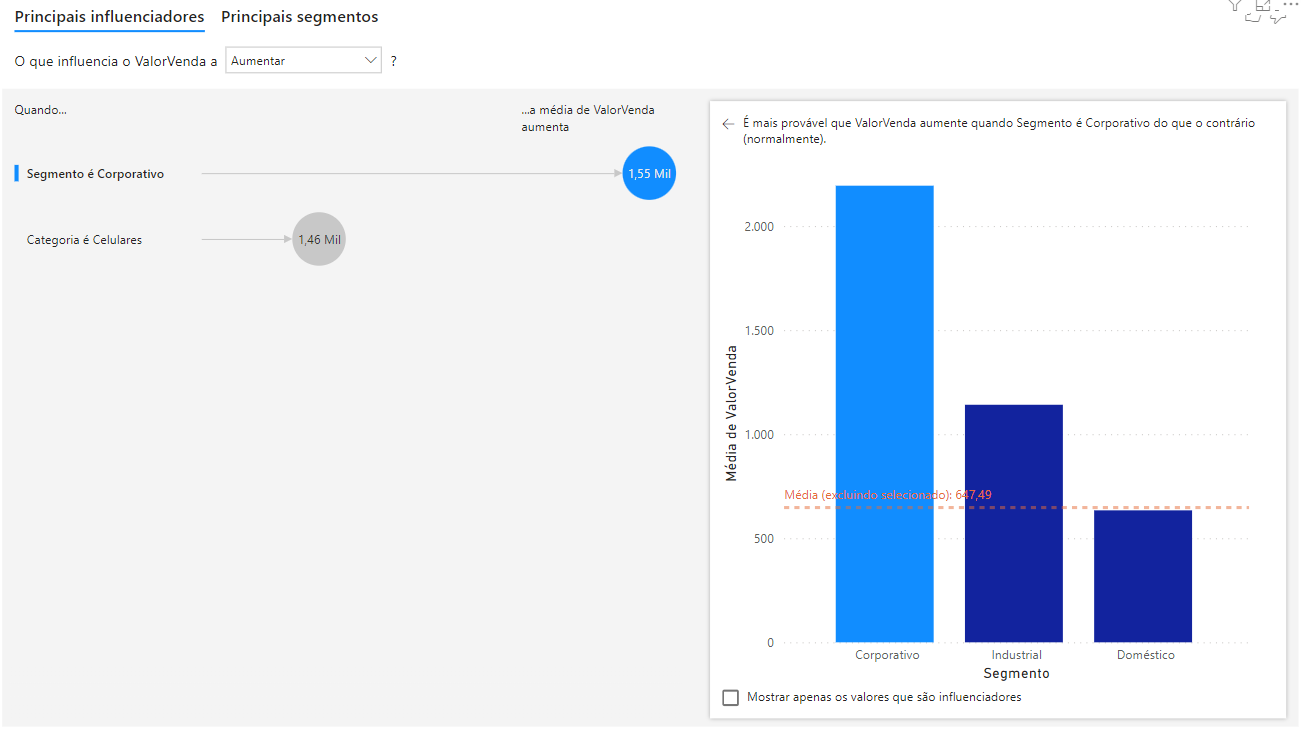 Principais influenciadores Principais segmentos
O que influencia o ValorVenda a Aumentar ?
Quando...
...a média de ValorVenda
aumenta
Segmento é Corporativo 1,55 Mil
Categoria é Celulares 1,46 Mil
É mais provável que ValorVenda aumente quando Segmento é Corporativo do que o contrário
(normalmente).
Média de ValorVenda
2.000
1.500
1.000
Média (excluindo selecionado): 647,49
500
0
Corporativo Industrial Doméstico
Segmento
Mostrar apenas os valores que são influenciadores